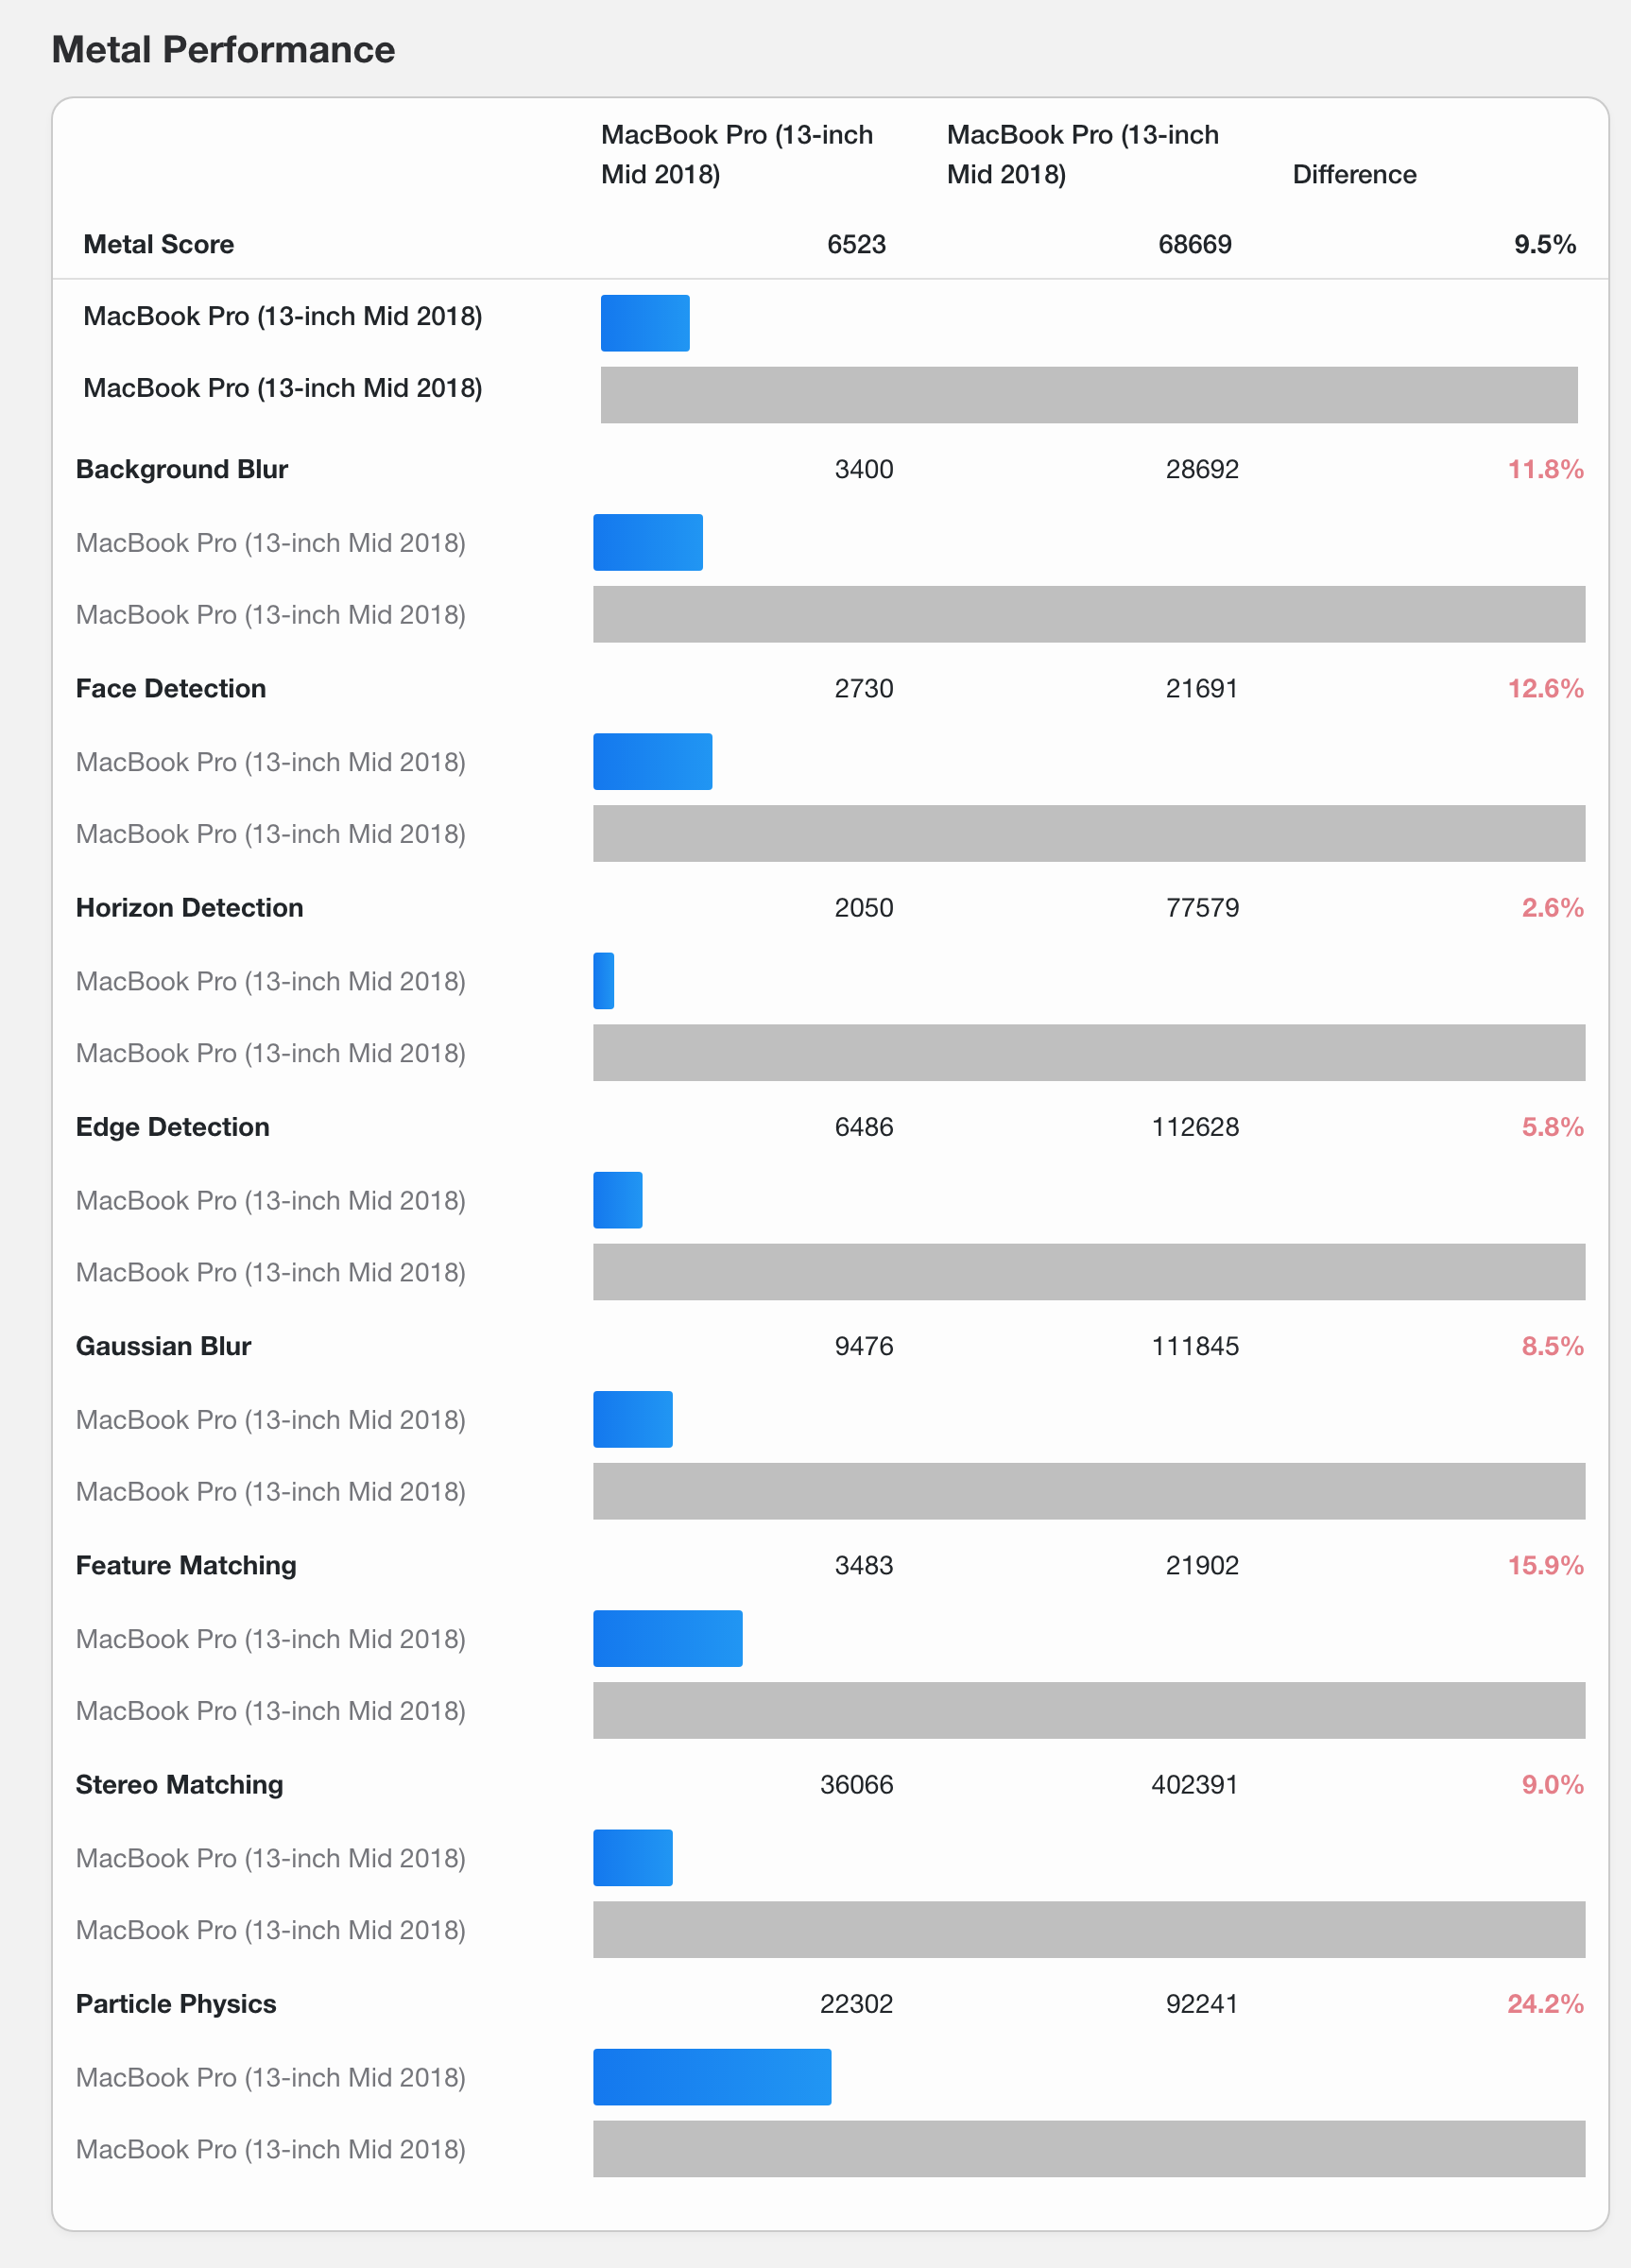 Metal Performance
MacBook Pro (13-inch Mid 2018) MacBook Pro (13-inch Mid 2018) Difference
Metal Score 6523 68669 9.5%
MacBook Pro (13-inch Mid 2018)
MacBook Pro (13-inch Mid 2018)
Background Blur 3400 28692 11.8%
MacBook Pro (13-inch Mid 2018)
MacBook Pro (13-inch Mid 2018)
Face Detection 2730 21691 12.6%
MacBook Pro (13-inch Mid 2018)
MacBook Pro (13-inch Mid 2018)
Horizon Detection 2050 77579 2.6%
MacBook Pro (13-inch Mid 2018)
MacBook Pro (13-inch Mid 2018)
Edge Detection 6486 112628 5.8%
MacBook Pro (13-inch Mid 2018)
MacBook Pro (13-inch Mid 2018)
Gaussian Blur 9476 111845 8.5%
MacBook Pro (13-inch Mid 2018)
MacBook Pro (13-inch Mid 2018)
Feature Matching 3483 21902 15.9%
MacBook Pro (13-inch Mid 2018)
MacBook Pro (13-inch Mid 2018)
Stereo Matching 36066 402391 9.0%
MacBook Pro (13-inch Mid 2018)
MacBook Pro (13-inch Mid 2018)
Particle Physics 22302 92241 24.2%
MacBook Pro (13-inch Mid 2018)
MacBook Pro (13-inch Mid 2018)